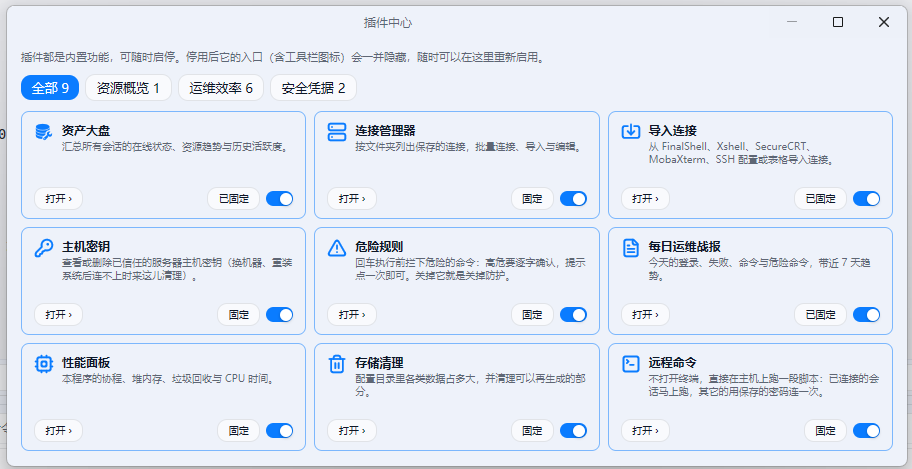 插件中心
插件都是内置功能，可随时启停。停用后它的入口（含工具栏图标）会一并隐藏，随时可以在这里重新启用。
全部 9 资源概览 1 运维效率 6 安全凭据 2
资产大盘
汇总所有会话的在线状态、资源趋势与历史活跃度。
打开 › 已固定
连接管理器
按文件夹列出保存的连接，批量连接、导入与编辑。
打开 › 固定
导入连接
从 FinalShell、Xshell、SecureCRT、
MobaXterm、SSH 配置或表格导入连接。
打开 › 已固定
主机密钥
查看或删除已信任的服务器主机密钥（换机器、重装
系统后连不上时来这儿清理）。
打开 › 固定
危险规则
回车执行前拦下危险的命令：高危要逐字确认，提示
点一次即可。关掉它就是关掉防护。
打开 › 固定
每日运维战报
今天的登录、失败、命令与危险命令，带近 7 天趋
势。
打开 › 已固定
性能面板
本程序的协程、堆内存、垃圾回收与 CPU 时间。
打开 › 固定
存储清理
配置目录里各类数据占多大，并清理可以再生成的部
分。
打开 › 固定
远程命令
不打开终端，直接在主机上跑一段脚本：已连接的会
话马上跑，其它的用保存的密码连一次。
打开 › 固定